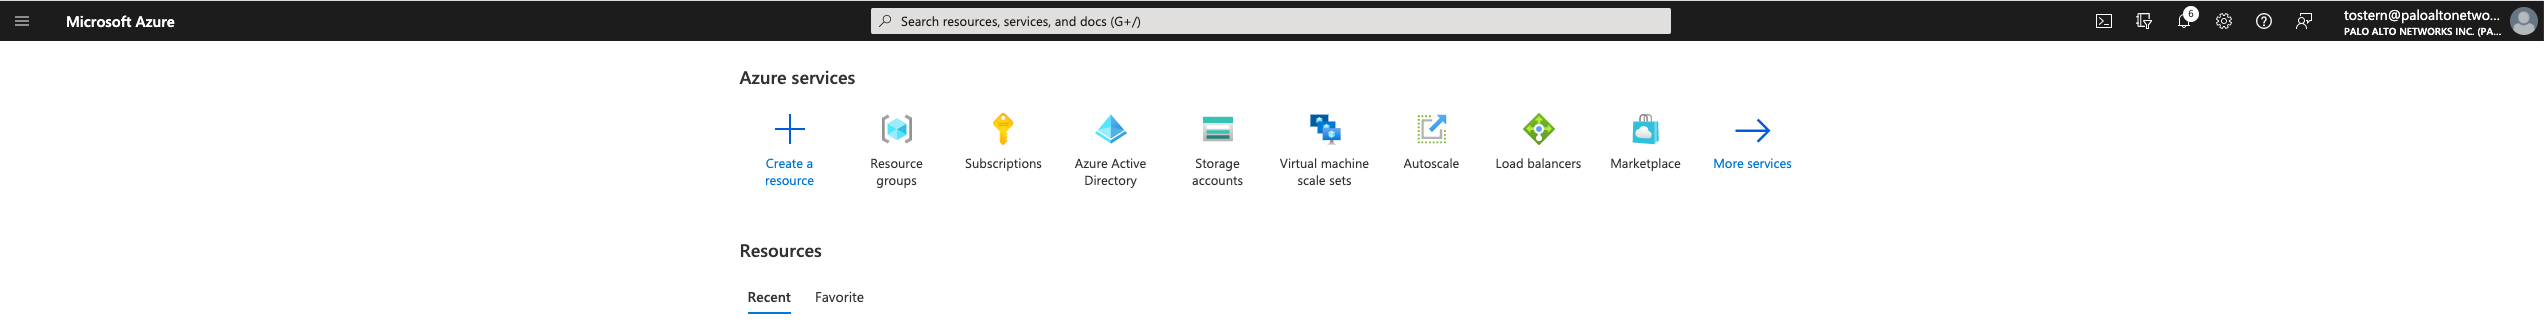 Microsoft Azure
Search resources, services, and docs (G+/)
6
tostern@paloaltonetwo...
PALO ALTO NETWORKS INC. (PA...
Azure services
Create a
resource
Resource
groups
Subscriptions
Azure Active
Directory
Storage
accounts
Virtual machine
scale sets
Autoscale
Load balancers
Marketplace
More services
Resources
Recent
Favorite